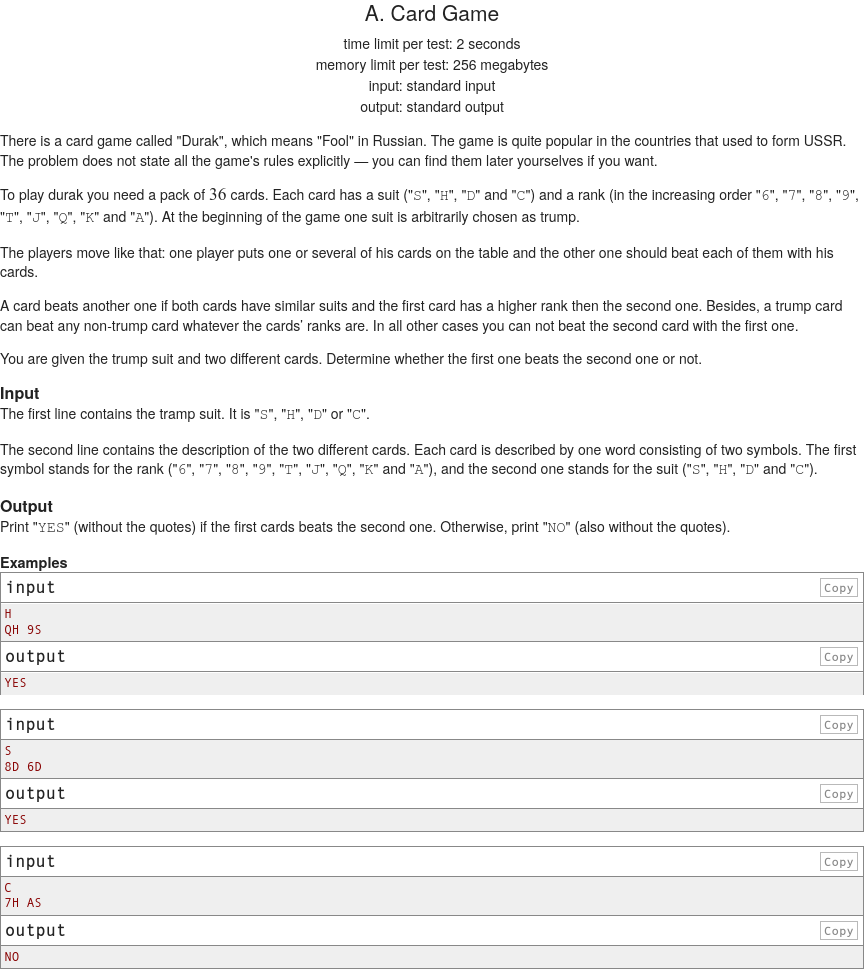 A. Card Game
time limit per test: 2 seconds
memory limit per test: 256 megabytes
input: standard input
output: standard output
There is a card game called "Durak", which means "Fool" in Russian. The game is quite popular in the countries that used to form USSR.
The problem does not state all the game's rules explicitly — you can find them later yourselves if you want.
To play durak you need a pack of 36 cards. Each card has a suit ("S", "H", "D" and "C") and a rank (in the increasing order "6", "7", "8", "9",
"T", "J", "Q", "K" and "A"). At the beginning of the game one suit is arbitrarily chosen as trump.
The players move like that: one player puts one or several of his cards on the table and the other one should beat each of them with his
cards.
A card beats another one if both cards have similar suits and the first card has a higher rank then the second one. Besides, a trump card
can beat any non-trump card whatever the cards’ ranks are. In all other cases you can not beat the second card with the first one.
You are given the trump suit and two different cards. Determine whether the first one beats the second one or not.
Input
The first line contains the tramp suit. It is "S", "H", "D" or "C".
The second line contains the description of the two different cards. Each card is described by one word consisting of two symbols. The first
symbol stands for the rank ("6", "7", "8", "9", "T", "J", "Q", "K" and "A"), and the second one stands for the suit ("S", "H", "D" and "C").
Output
Print "YES" (without the quotes) if the first cards beats the second one. Otherwise, print "NO" (also without the quotes).
Examples
input Copy
H
QH 9S
output Copy
YES
input Copy
S
8D 6D
output Copy
YES
input Copy
C
7H AS
output Copy
NO